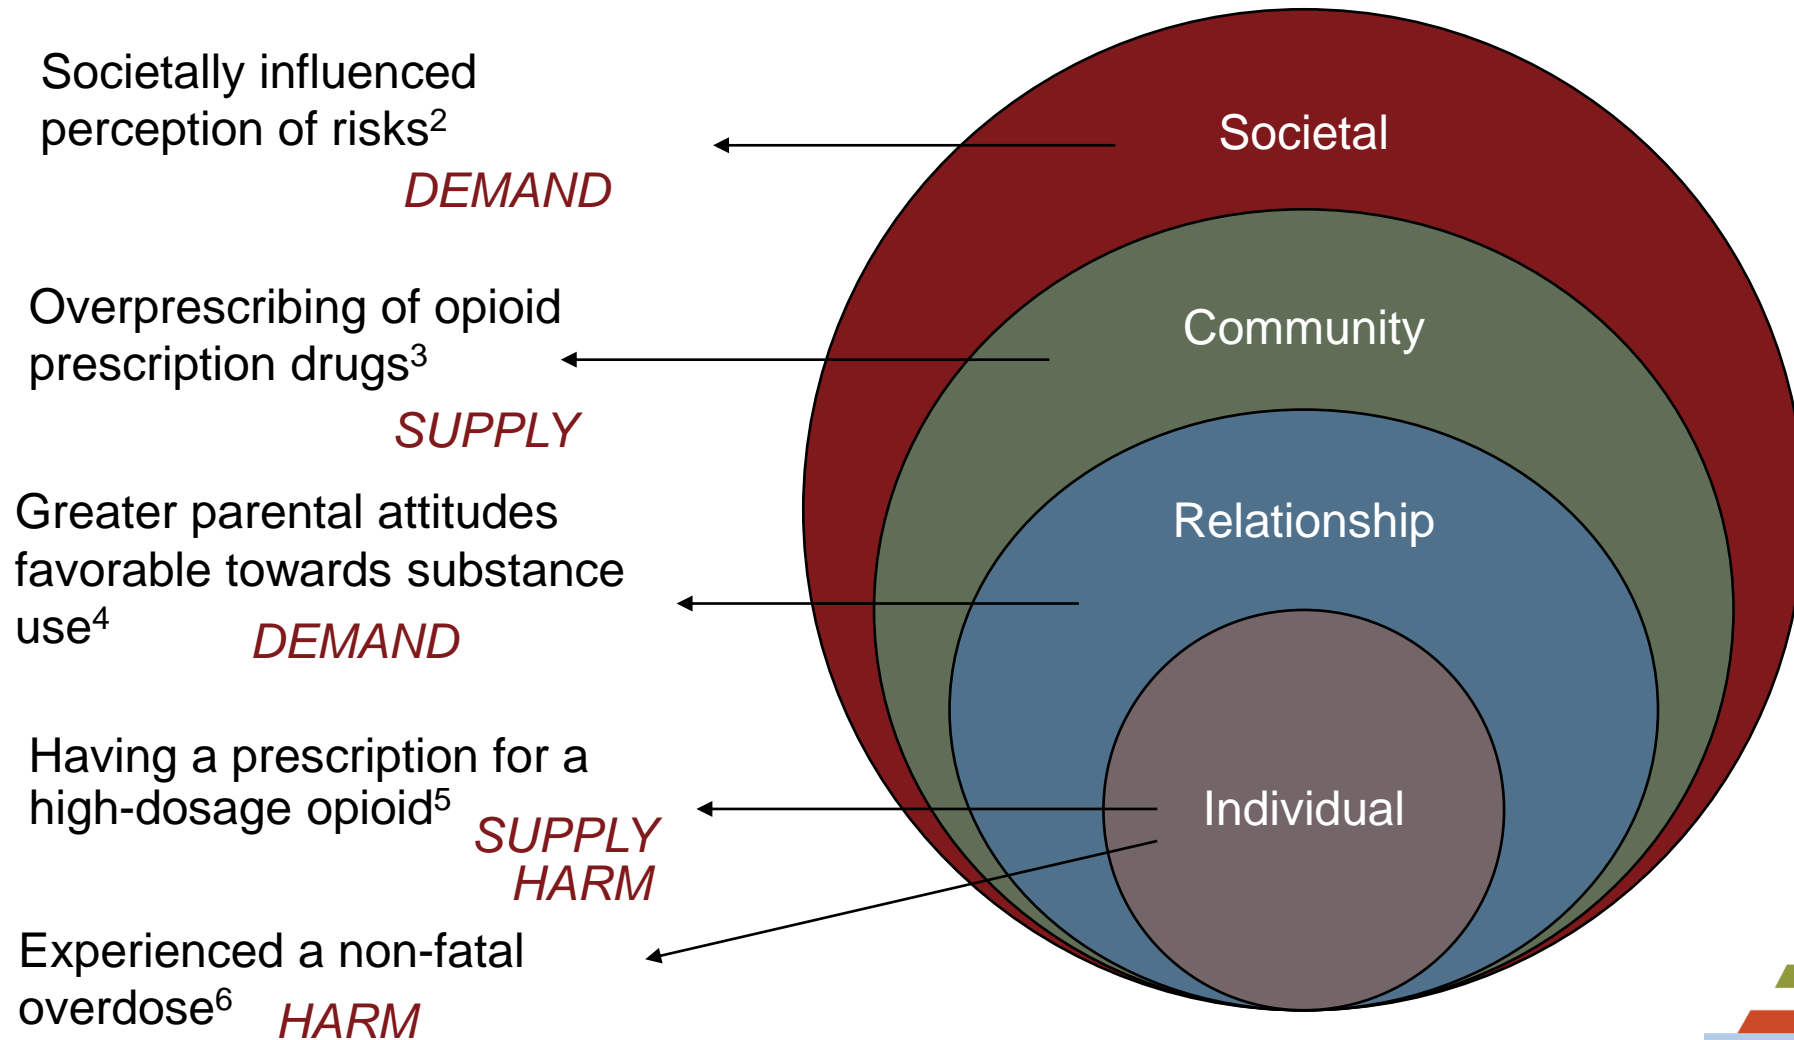 Societally influenced
perception of risks²
DEMAND
Societal
Overprescribing of opioid
prescription drugs³
SUPPLY
Community
Greater parental attitudes
favorable towards substance
use⁴
DEMAND
Relationship
Having a prescription for a
high-dosage opioid⁵
SUPPLY
HARM
Individual
Experienced a non-fatal
overdose⁶
HARM